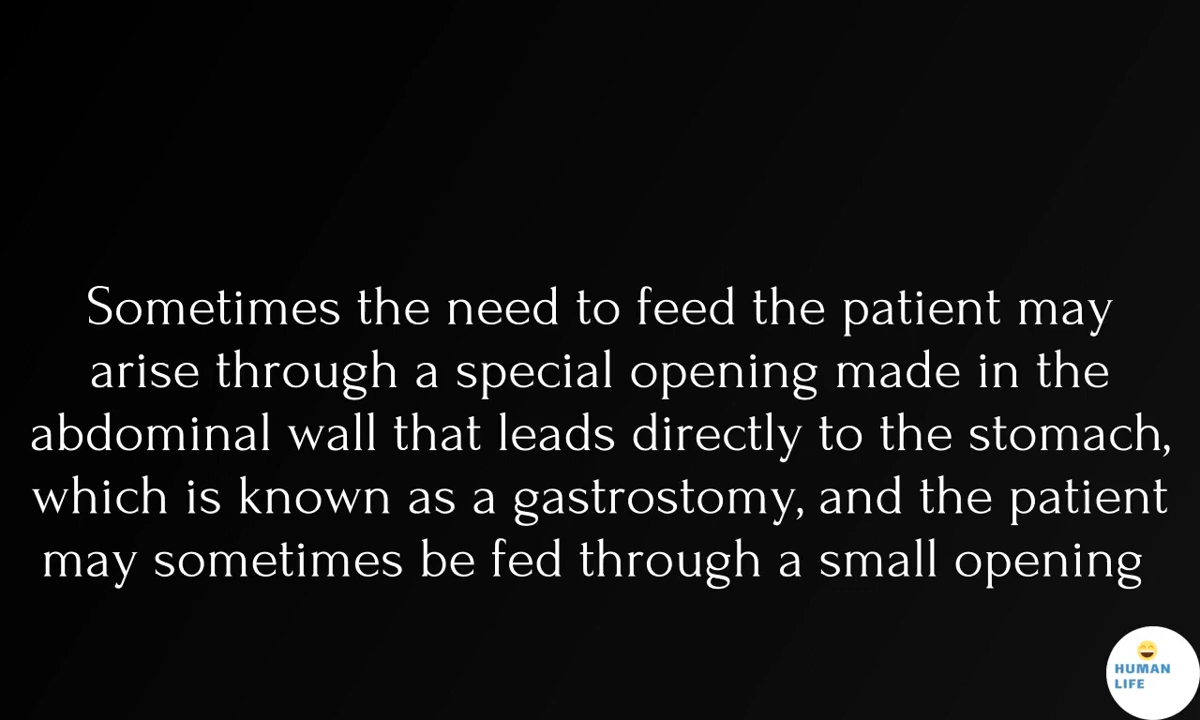 Sometimes the need to feed the patient may
arise through a special opening made in the
abdominal wall that leads directly to the stomach,
which is known as a gastrostomy, and the patient
may sometimes be fed through a small opening
HUMAN
LIFE